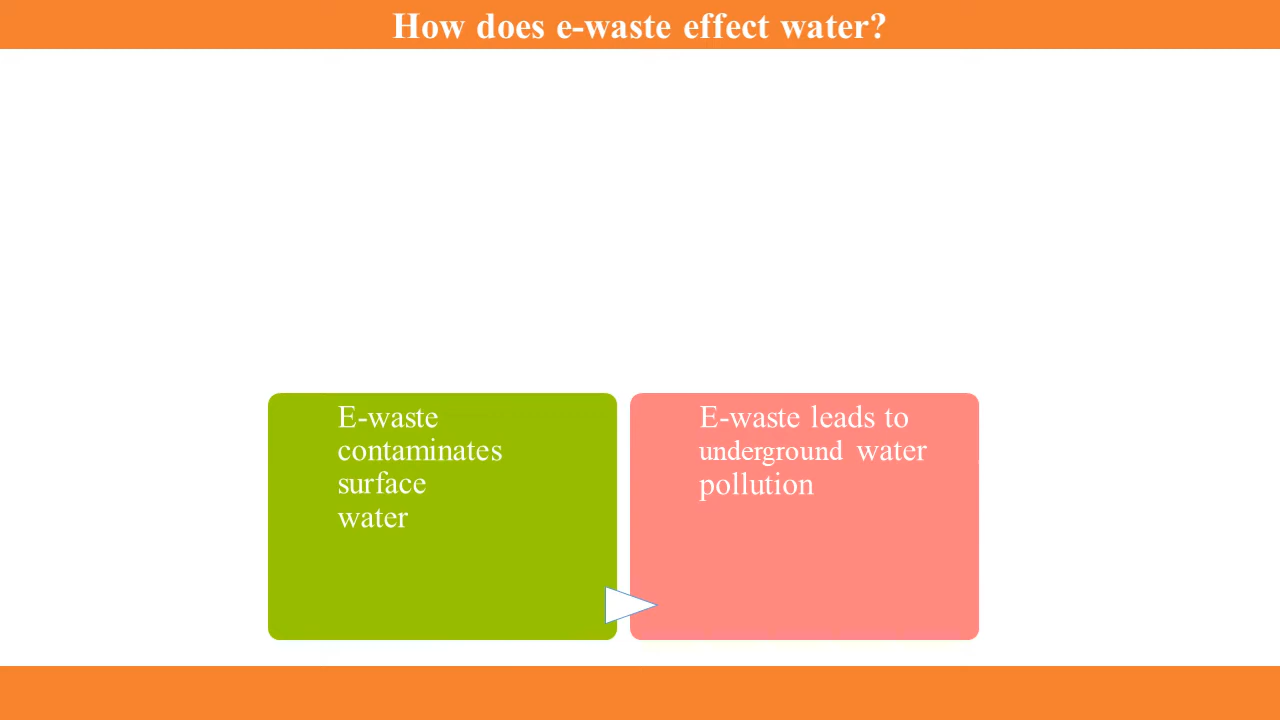 How does e-waste effect water?
E-waste
contaminates
surface
water
E-waste leads to
underground water
pollution